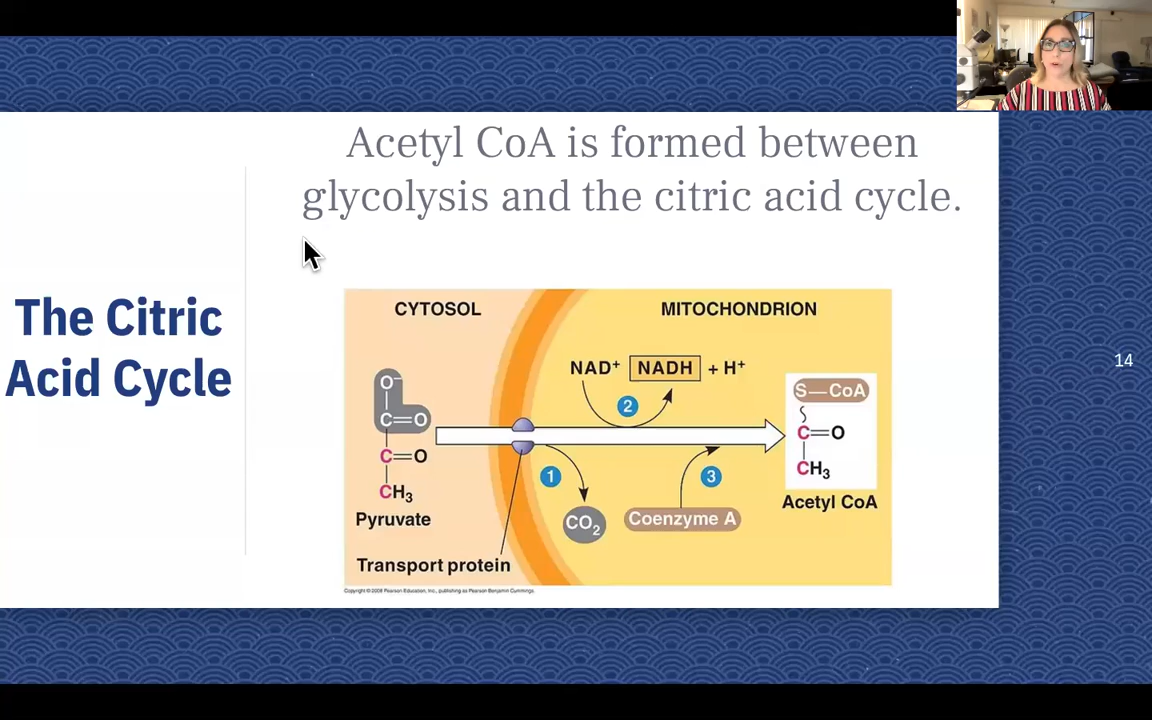 Acetyl CoA is formed between
glycolysis and the citric acid cycle.
The Citric
Acid Cycle
14
CYTOSOL
MITOCHONDRION
NAD⁺ NADH + H⁺
2
O⁻
C=O
C=O
CH₃
Pyruvate
1
CO₂
3
Coenzyme A
S—CoA
C=O
CH₃
Acetyl CoA
Transport protein
Copyright © 2008 Pearson Education, Inc., publishing as Pearson Benjamin Cummings.